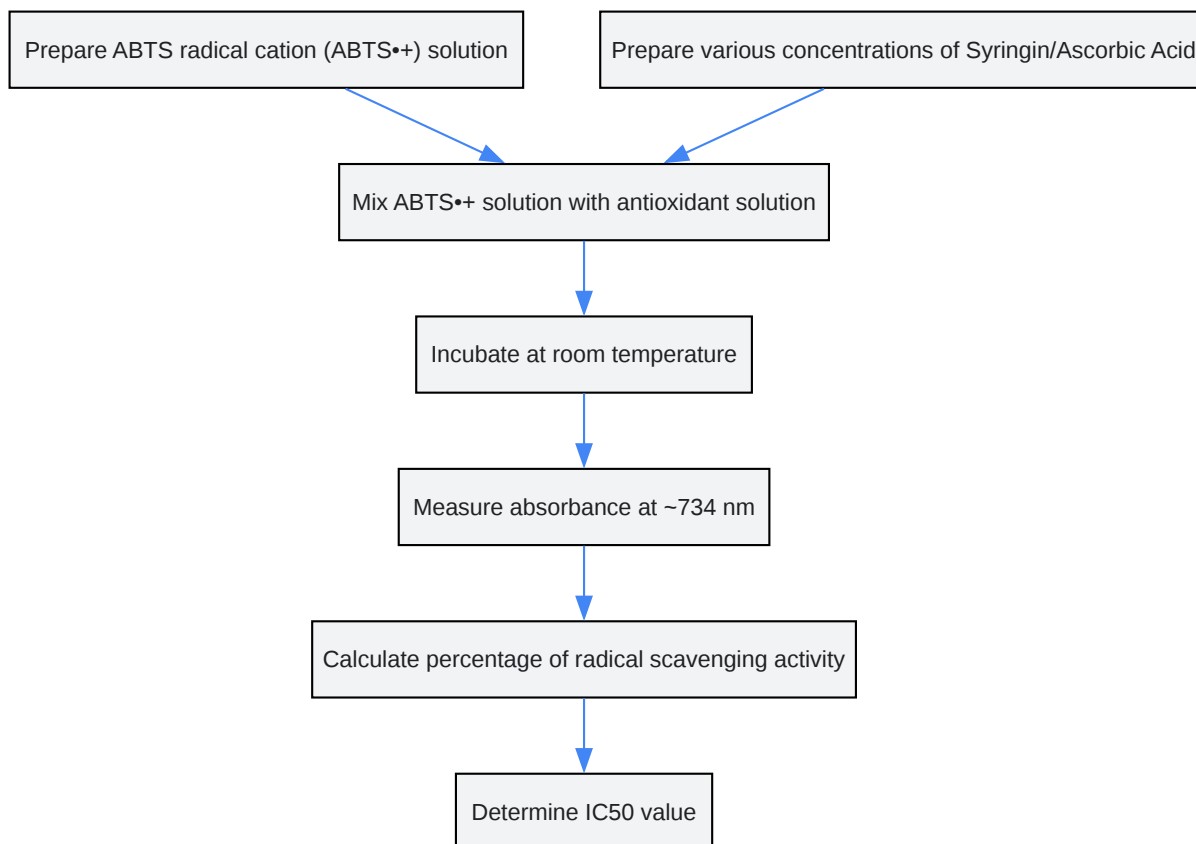 Prepare ABTS radical cation (ABTS•+) solution
Prepare various concentrations of Syringin/Ascorbic Acid
Mix ABTS•+ solution with antioxidant solution
Incubate at room temperature
Measure absorbance at ~734 nm
Calculate percentage of radical scavenging activity
Determine IC50 value